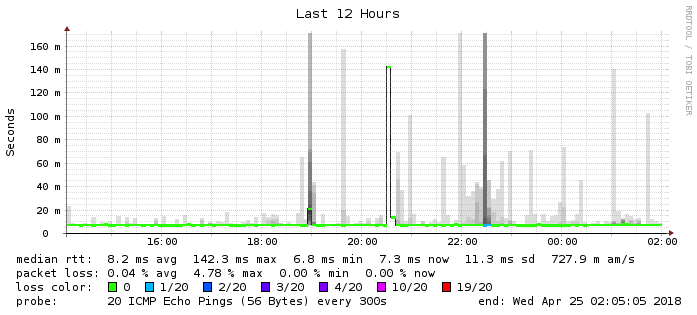 Last 12 Hours
RRDTOOL / TOBI OETIKER
Seconds
160 m
140 m
120 m
100 m
80 m
60 m
40 m
20 m
0
16:00 18:00 20:00 22:00 00:00 02:00
median rtt: 8.2 ms avg 142.3 ms max 6.8 ms min 7.3 ms now 11.3 ms sd 727.9 m am/s
packet loss: 0.04 % avg 4.78 % max 0.00 % min 0.00 % now
loss color: 0 1/20 2/20 3/20 4/20 10/20 19/20
probe: 20 ICMP Echo Pings (56 Bytes) every 300s end: Wed Apr 25 02:05:05 2018